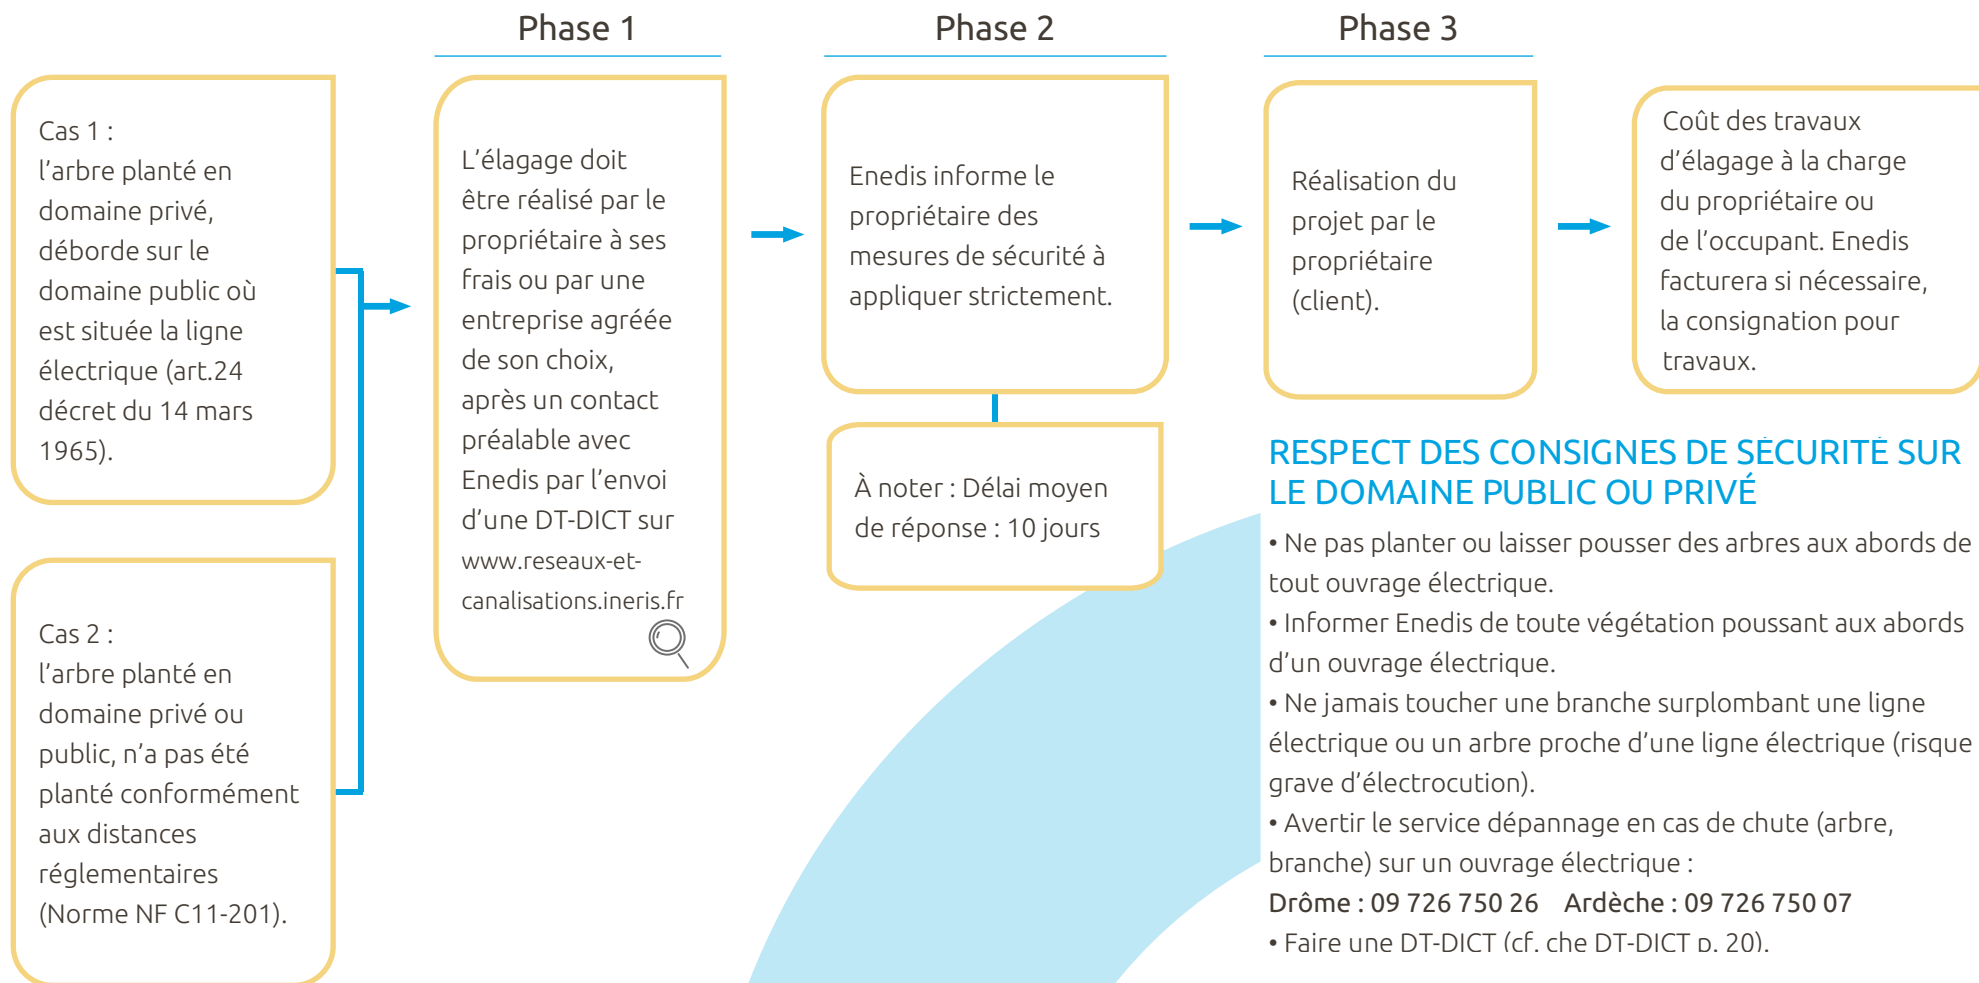 Phase 1
Phase 2
Phase 3
Cas 1 :
l’arbre planté en
domaine privé,
déborde sur le
domaine public où
est située la ligne
électrique (art.24
décret du 14 mars
1965).
Cas 2 :
l’arbre planté en
domaine privé ou
public, n’a pas été
planté conformément
aux distances
réglementaires
(Norme NF C11-201).
L’élagage doit
être réalisé par le
propriétaire à ses
frais ou par une
entreprise agréée
de son choix,
après un contact
préalable avec
Enedis par l’envoi
d’une DT-DICT sur
www.reseaux-et-
canalisations.ineris.fr
Enedis informe le
propriétaire des
mesures de sécurité à
appliquer strictement.
À noter : Délai moyen
de réponse : 10 jours
Réalisation du
projet par le
propriétaire
(client).
Coût des travaux
d’élagage à la charge
du propriétaire ou
de l’occupant. Enedis
facturera si nécessaire,
la consignation pour
travaux.
RESPECT DES CONSIGNES DE SÉCURITÉ SUR
LE DOMAINE PUBLIC OU PRIVÉ
• Ne pas planter ou laisser pousser des arbres aux abords de
tout ouvrage électrique.
• Informer Enedis de toute végétation poussant aux abords
d’un ouvrage électrique.
• Ne jamais toucher une branche surplombant une ligne
électrique ou un arbre proche d’une ligne électrique (risque
grave d’électrocution).
• Avertir le service dépannage en cas de chute (arbre,
branche) sur un ouvrage électrique :
Drôme : 09 726 750 26 Ardèche : 09 726 750 07
• Faire une DT-DICT (cf. che DT-DICT p. 20).